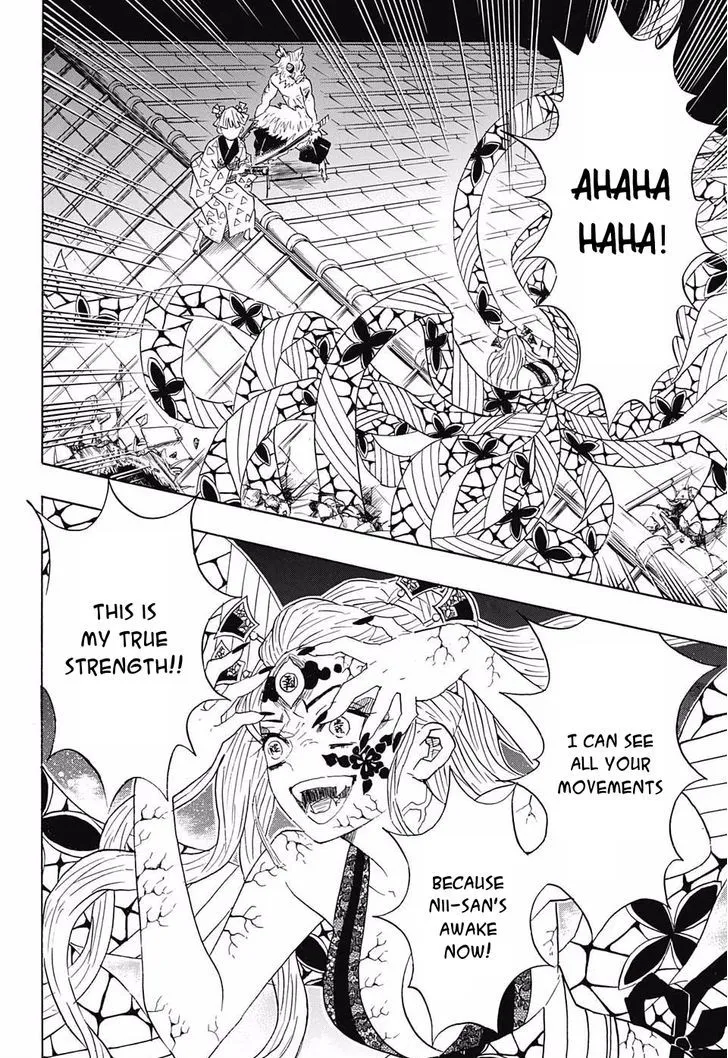 AHAHA
HAHA!
I CAN SEE
ALL YOUR
MOVEMENTS
BECAUSE
NII-SAN'S
AWAKE
NOW!
THIS IS
MY TRUE
STRENGTH!!